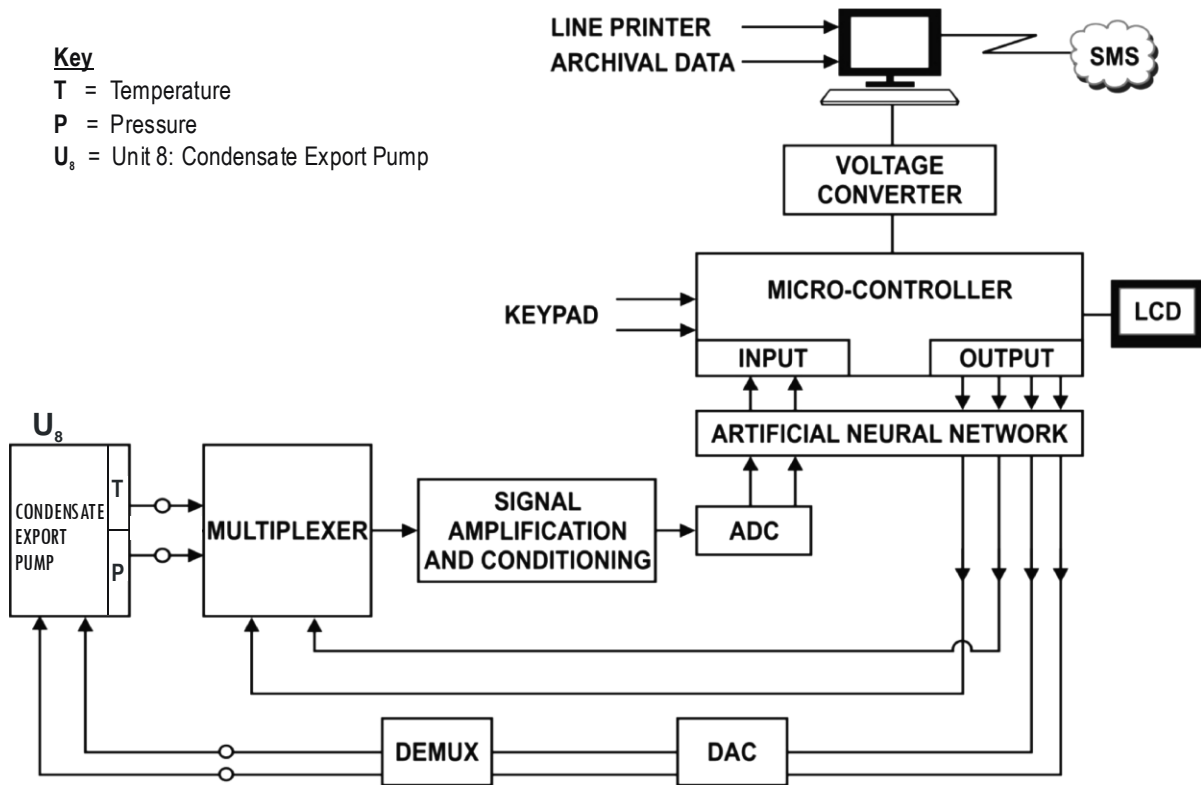 Key
T = Temperature
P = Pressure
U₈ = Unit 8: Condensate Export Pump
LINE PRINTER
ARCHIVAL DATA
SMS
VOLTAGE
CONVERTER
MICRO-CONTROLLER
KEYPAD
LCD
INPUT
OUTPUT
ARTIFICIAL NEURAL NETWORK
U₈
CONDENSATE
EXPORT
PUMP
T
P
MULTIPLEXER
SIGNAL
AMPLIFICATION
AND CONDITIONING
ADC
DEMUX
DAC